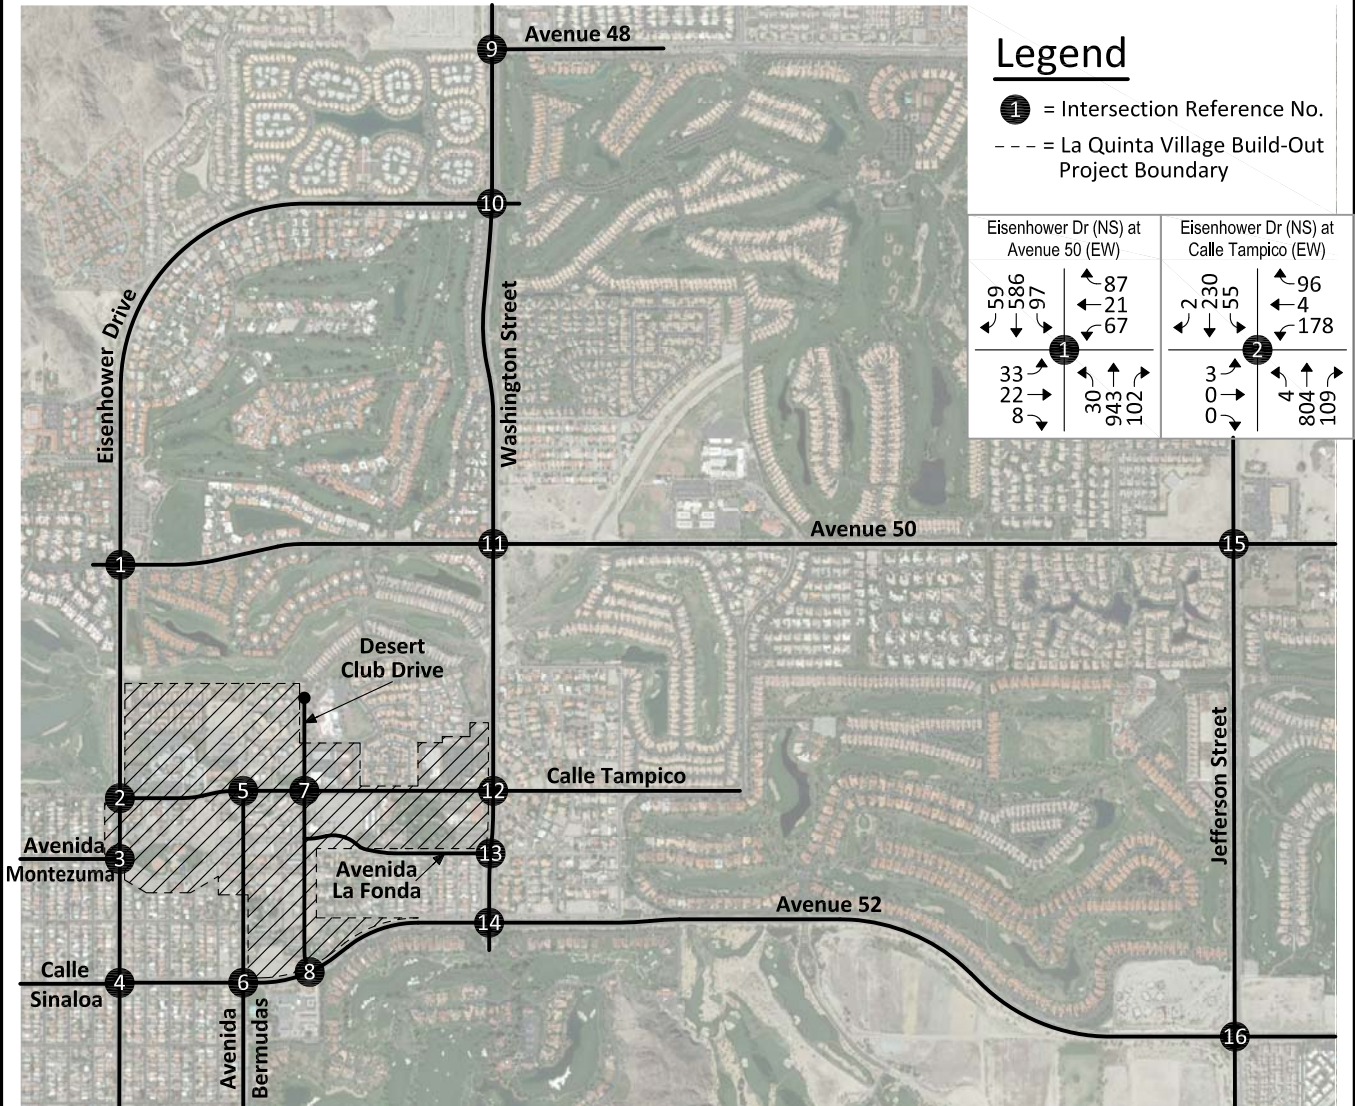 Avenue 48
9
Legend
1 = Intersection Reference No.
--- = La Quinta Village Build-Out
Project Boundary
10
Eisenhower Dr (NS) at
Avenue 50 (EW)
59
586
97
87
21
67
1
33
22
8
30
943
102
Eisenhower Dr (NS) at
Calle Tampico (EW)
2
230
55
96
4
178
2
3
0
0
4
804
109
Eisenhower Drive
Washington Street
Avenue 50
1
11
15
Desert
Club Drive
Jefferson Street
Calle Tampico
2
5
7
12
Avenida
Montezuma
3
13
Avenida
La Fonda
Avenue 52
14
Calle
Sinaloa
4
6
8
Avenida
Bermudas
16